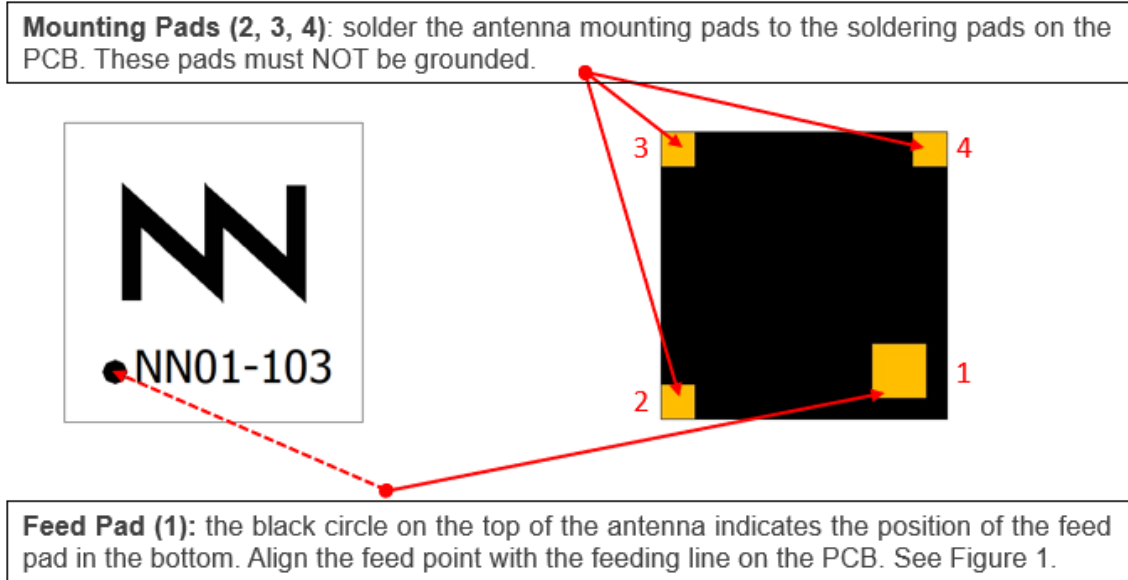 Mounting Pads (2, 3, 4): solder the antenna mounting pads to the soldering pads on the
PCB. These pads must NOT be grounded.
3
4
NN01-103
2
1
Feed Pad (1): the black circle on the top of the antenna indicates the position of the feed
pad in the bottom. Align the feed point with the feeding line on the PCB. See Figure 1.